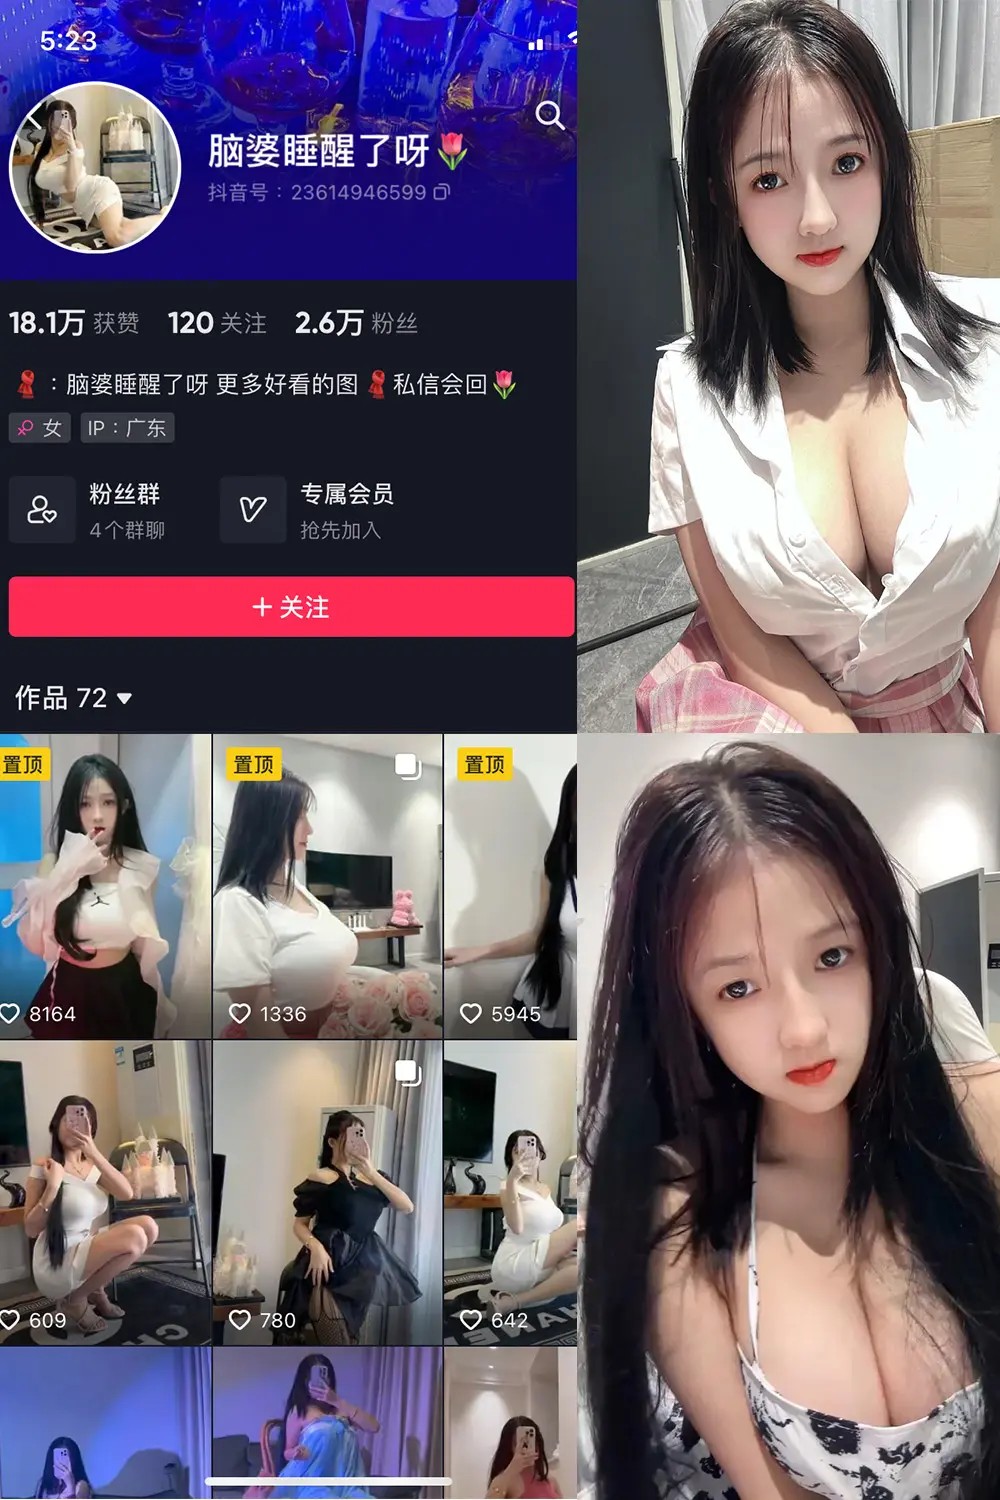 5:23
脑婆睡醒了呀🌷
抖音号：23614946599
18.1万 获赞 120 关注 2.6万 粉丝
🧣：脑婆睡醒了呀 更多好看的图🧣私信会回🌷
女 IP：广东
粉丝群 专属会员
4个群聊 抢先加入
+ 关注
作品 72
置顶 置顶 置顶
8164 1336 5945
609 780 642